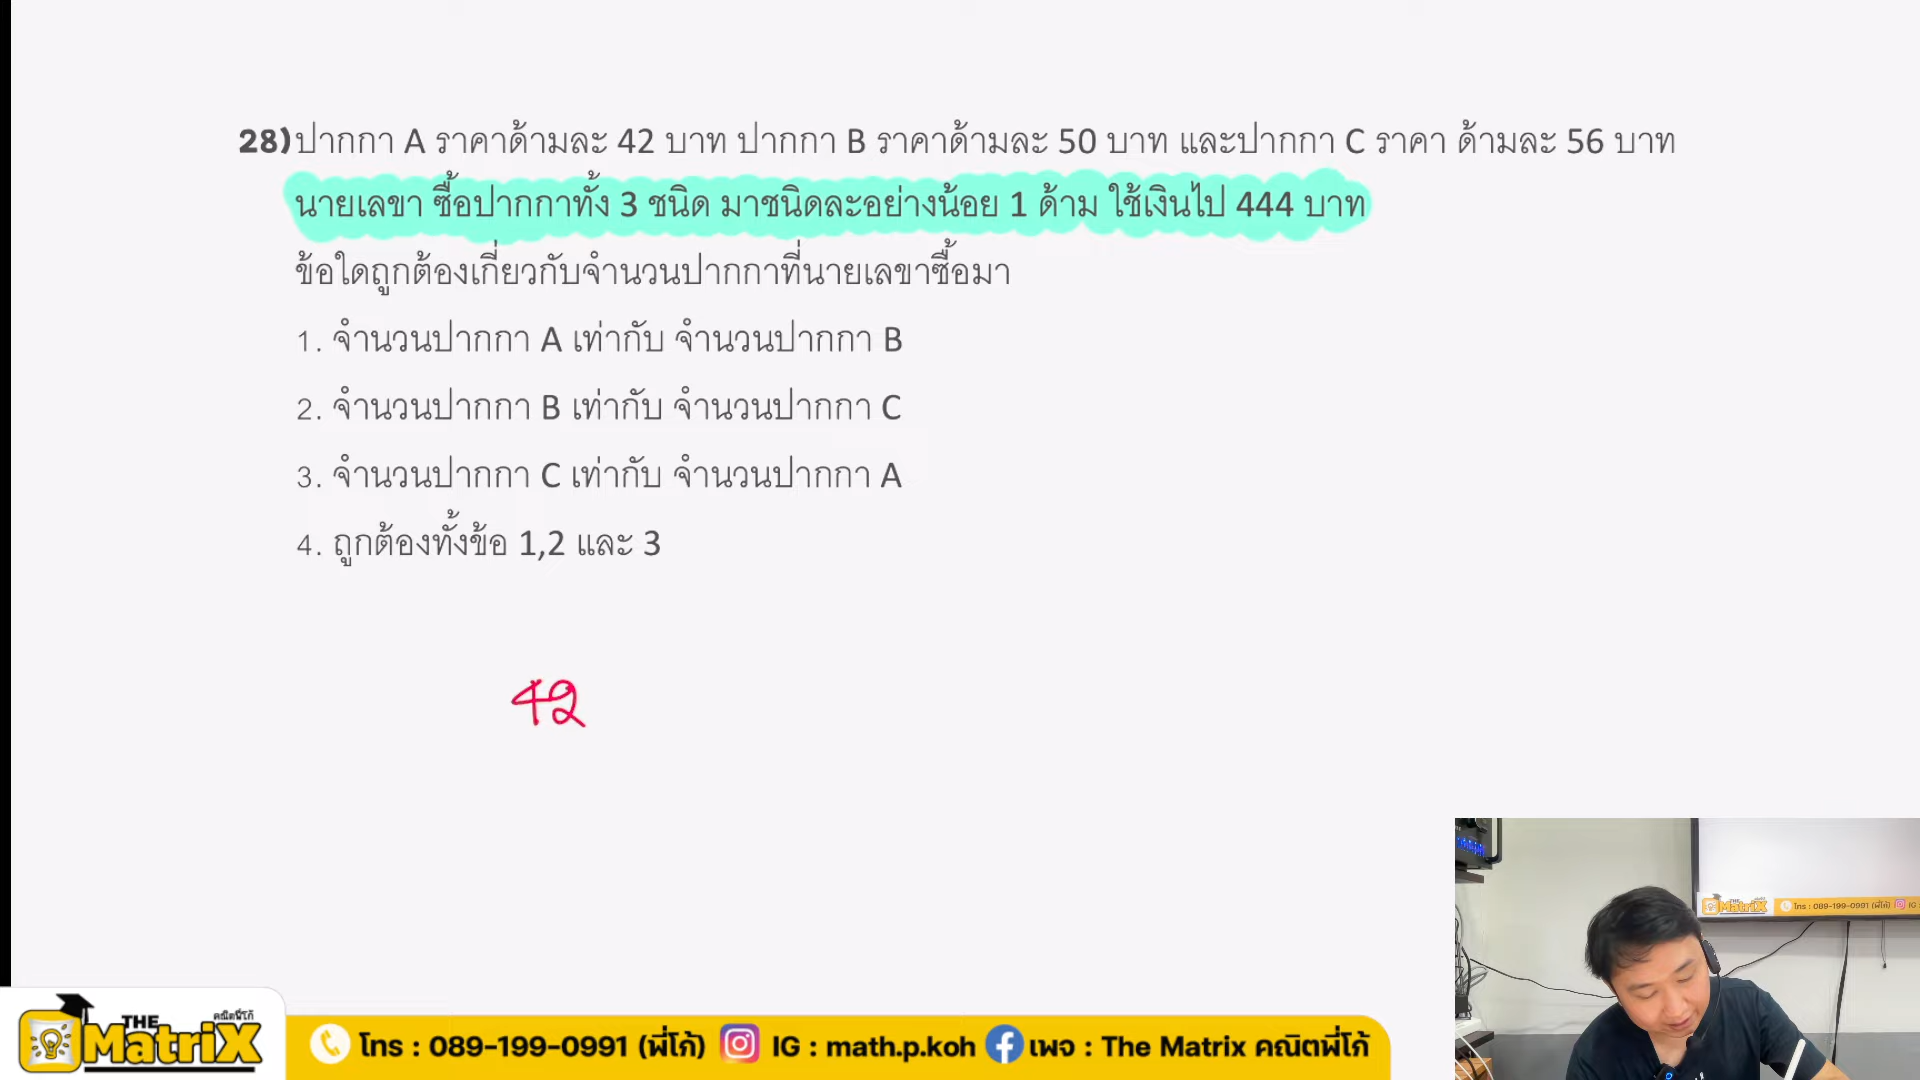 28) ปากกา A ราคาด้ามละ 42 บาท ปากกา B ราคาด้ามละ 50 บาท และปากกา C ราคา ด้ามละ 56 บาท
นายเลขา ซื้อปากกาทั้ง 3 ชนิด มาชนิดละอย่างน้อย 1 ด้าม ใช้เงินไป 444 บาท
ข้อใดถูกต้องเกี่ยวกับจำนวนปากกาที่นายเลขาซื้อมา
1. จำนวนปากกา A เท่ากับ จำนวนปากกา B
2. จำนวนปากกา B เท่ากับ จำนวนปากกา C
3. จำนวนปากกา C เท่ากับ จำนวนปากกา A
4. ถูกต้องทั้งข้อ 1,2 และ 3
42
THE MatriX คณิตพี่โก้
โทร : 089-199-0991 (พี่โก้) IG : math.p.koh เพจ : The Matrix คณิตพี่โก้
MatriX โทร : 089-199-0991 (พี่โก้) IG